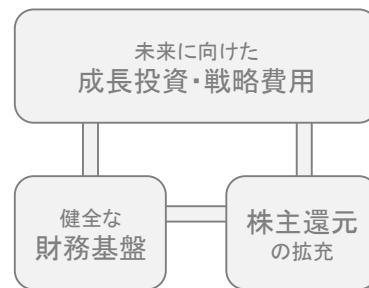 未来に向けた
成長投資・戦略費用
健全な
財務基盤
株主還元
の拡充